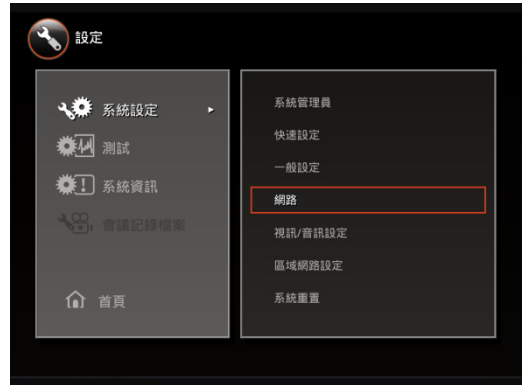 設定
系統設定
測試
系統資訊
會議記錄檔案
首頁
系統管理員
快速設定
一般設定
網路
視訊/音訊設定
區域網路設定
系統重置